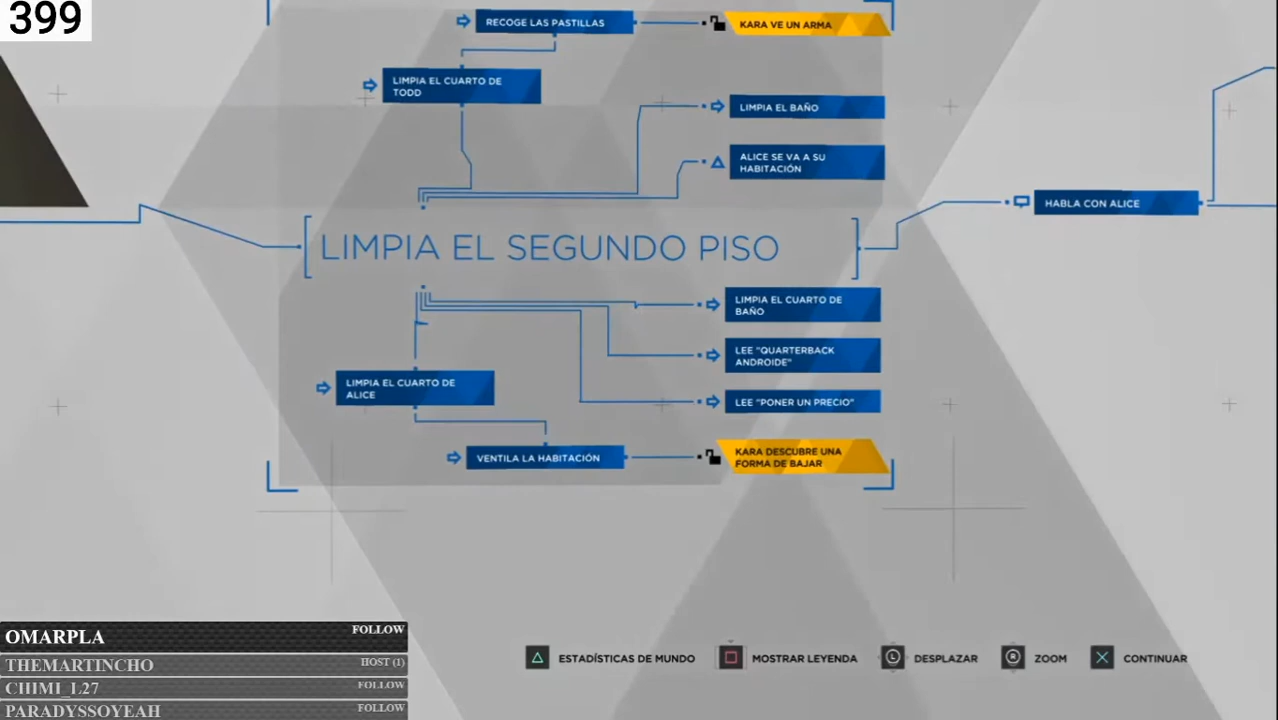 399
RECOGE LAS PASTILLAS
KARA VE UN ARMA
LIMPIA EL CUARTO DE
TODD
LIMPIA EL BAÑO
ALICE SE VA A SU
HABITACIÓN
HABLA CON ALICE
LIMPIA EL SEGUNDO PISO
LIMPIA EL CUARTO DE
BAÑO
LEE "QUARTERBACK
ANDROIDE"
LIMPIA EL CUARTO DE
ALICE
LEE "PONER UN PRECIO"
VENTILA LA HABITACIÓN
KARA DESCUBRE UNA
FORMA DE BAJAR
OMARPLA FOLLOW
THEMARTINCHO HOST (1)
CHIMI_L27 FOLLOW
PARADYSSOYEAH FOLLOW
ESTADÍSTICAS DE MUNDO
MOSTRAR LEYENDA
L DESPLAZAR
R ZOOM
CONTINUAR